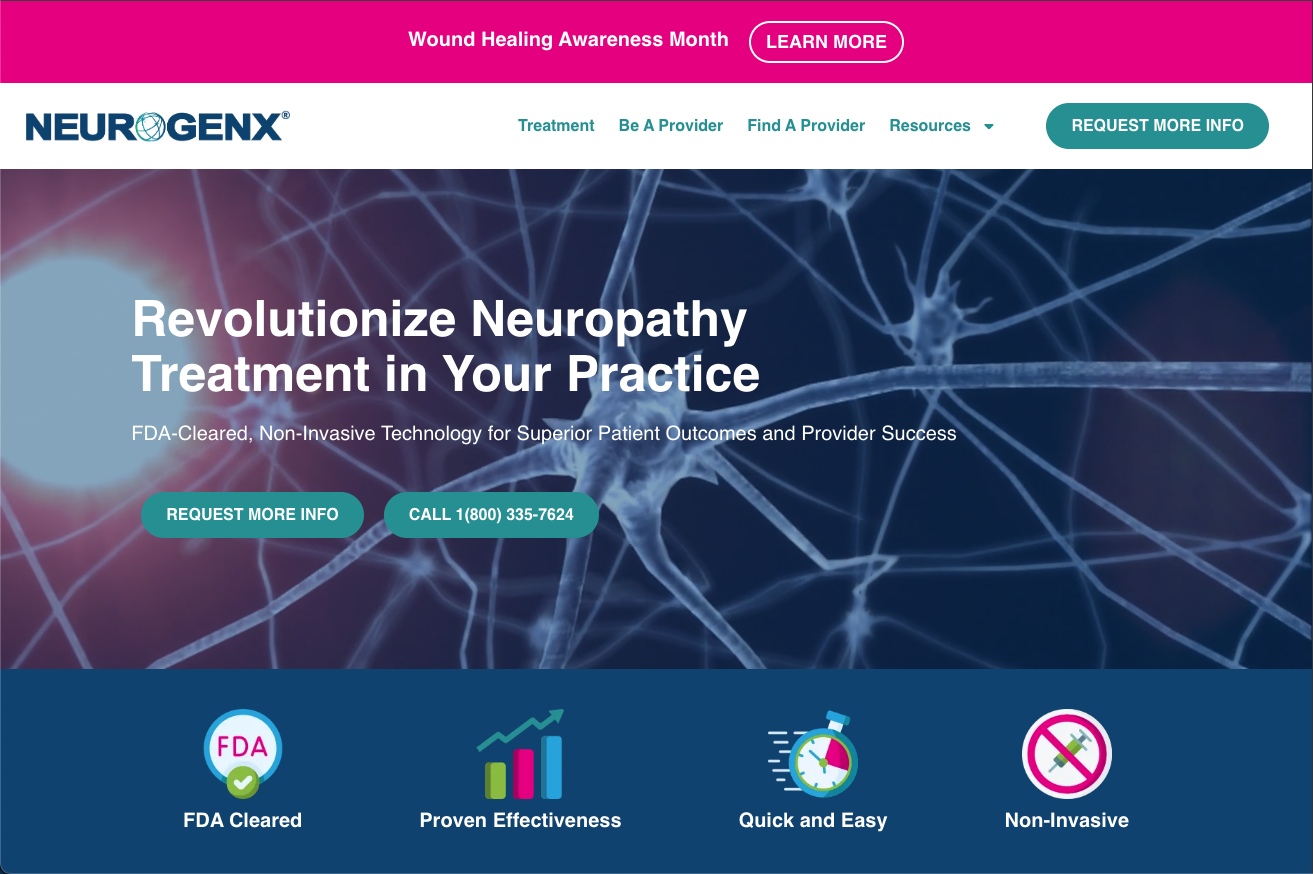 Wound Healing Awareness Month LEARN MORE
NEUROGENX®
Treatment Be A Provider Find A Provider Resources REQUEST MORE INFO
Revolutionize Neuropathy
Treatment in Your Practice
FDA-Cleared, Non-Invasive Technology for Superior Patient Outcomes and Provider Success
REQUEST MORE INFO CALL 1(800) 335-7624
FDA
FDA Cleared Proven Effectiveness Quick and Easy Non-Invasive